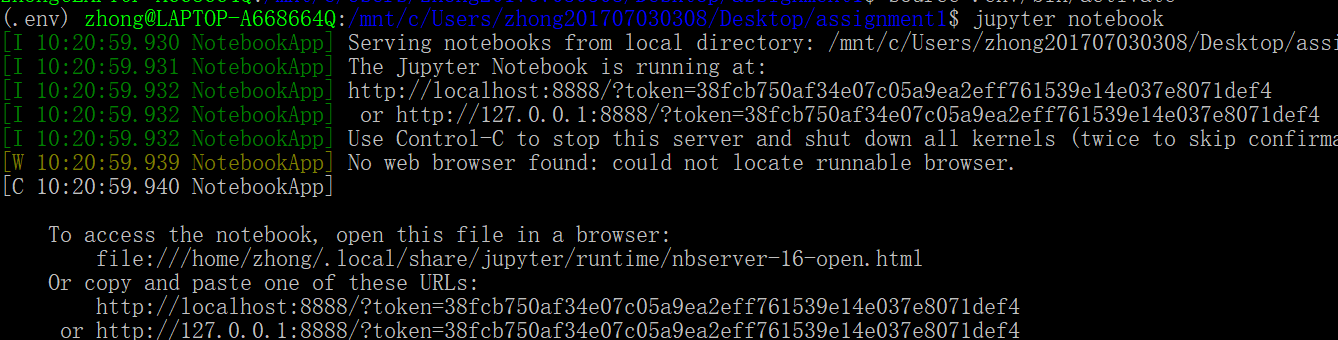 source .env/bin/activate
(.env) zhong@LAPTOP-A668664Q:/mnt/c/Users/zhong201707030308/Desktop/assignment1$ jupyter notebook
[I 10:20:59.930 NotebookApp] Serving notebooks from local directory: /mnt/c/Users/zhong201707030308/Desktop/assi
[I 10:20:59.931 NotebookApp] The Jupyter Notebook is running at:
[I 10:20:59.932 NotebookApp] http://localhost:8888/?token=38fcb750af34e07c05a9ea2eff761539e14e037e8071def4
[I 10:20:59.932 NotebookApp]  or http://127.0.0.1:8888/?token=38fcb750af34e07c05a9ea2eff761539e14e037e8071def4
[I 10:20:59.932 NotebookApp] Use Control-C to stop this server and shut down all kernels (twice to skip confirma
[W 10:20:59.939 NotebookApp] No web browser found: could not locate runnable browser.
[C 10:20:59.940 NotebookApp]
To access the notebook, open this file in a browser:
file:///home/zhong/.local/share/jupyter/runtime/nbserver-16-open.html
Or copy and paste one of these URLs:
http://localhost:8888/?token=38fcb750af34e07c05a9ea2eff761539e14e037e8071def4
or http://127.0.0.1:8888/?token=38fcb750af34e07c05a9ea2eff761539e14e037e8071def4